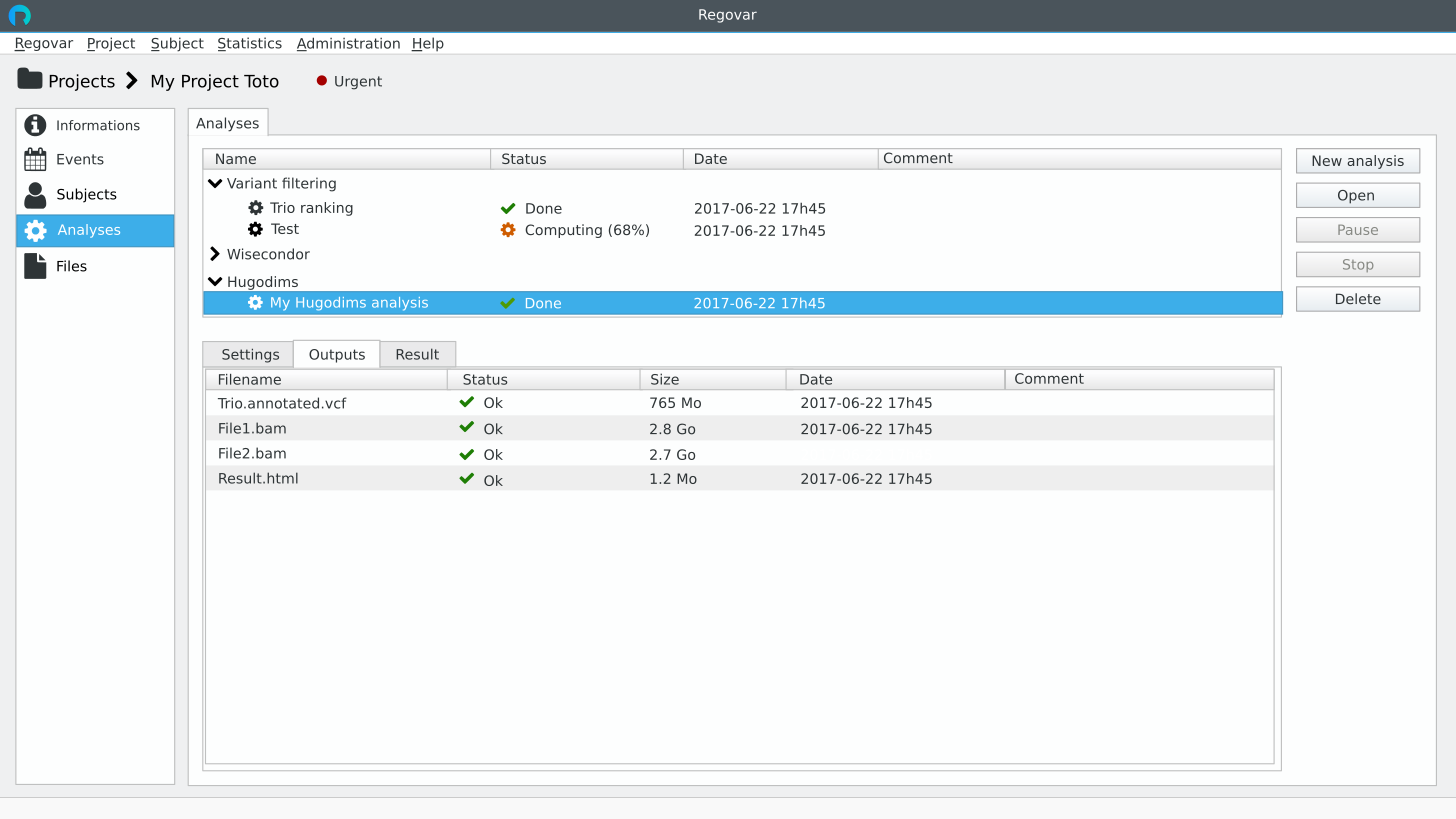 Regovar
Regovar Project Subject Statistics Administration Help
Projects My Project Toto Urgent
Informations
Events
Subjects
Analyses
Files
Analyses
Name Status Date Comment
Variant filtering
Trio ranking Done 2017-06-22 17h45
Test Computing (68%) 2017-06-22 17h45
Wisecondor
Hugodims
My Hugodims analysis Done 2017-06-22 17h45
New analysis
Open
Pause
Stop
Delete
Settings Outputs Result
Filename Status Size Date Comment
Trio.annotated.vcf Ok 765 Mo 2017-06-22 17h45
File1.bam Ok 2.8 Go 2017-06-22 17h45
File2.bam Ok 2.7 Go
Result.html Ok 1.2 Mo 2017-06-22 17h45